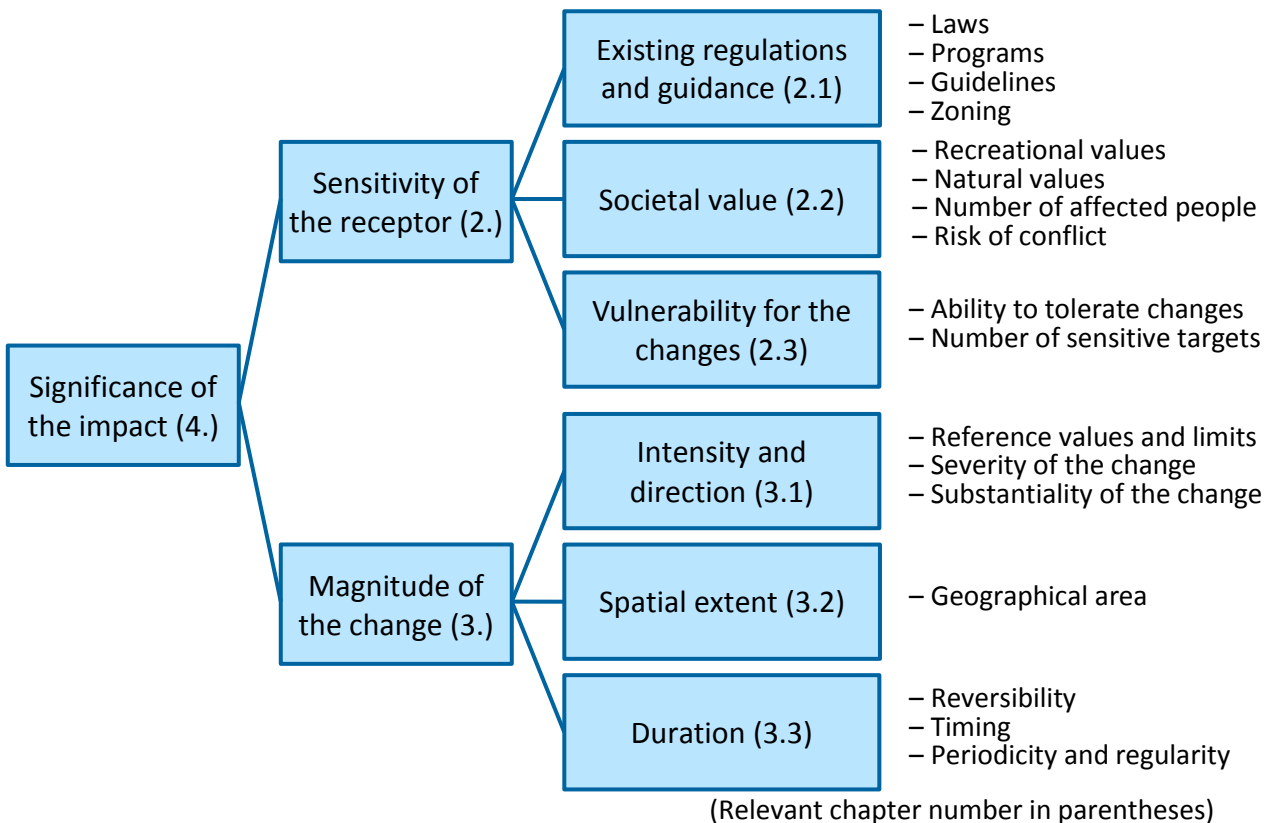 Significance of
the impact (4.)
Sensitivity of
the receptor (2.)
Existing regulations
and guidance (2.1)
– Laws
– Programs
– Guidelines
– Zoning
Societal value (2.2)
– Recreational values
– Natural values
– Number of affected people
– Risk of conflict
Vulnerability for the
changes (2.3)
– Ability to tolerate changes
– Number of sensitive targets
Magnitude of
the change (3.)
Intensity and
direction (3.1)
– Reference values and limits
– Severity of the change
– Substantiality of the change
Spatial extent (3.2)
– Geographical area
Duration (3.3)
– Reversibility
– Timing
– Periodicity and regularity
(Relevant chapter number in parentheses)